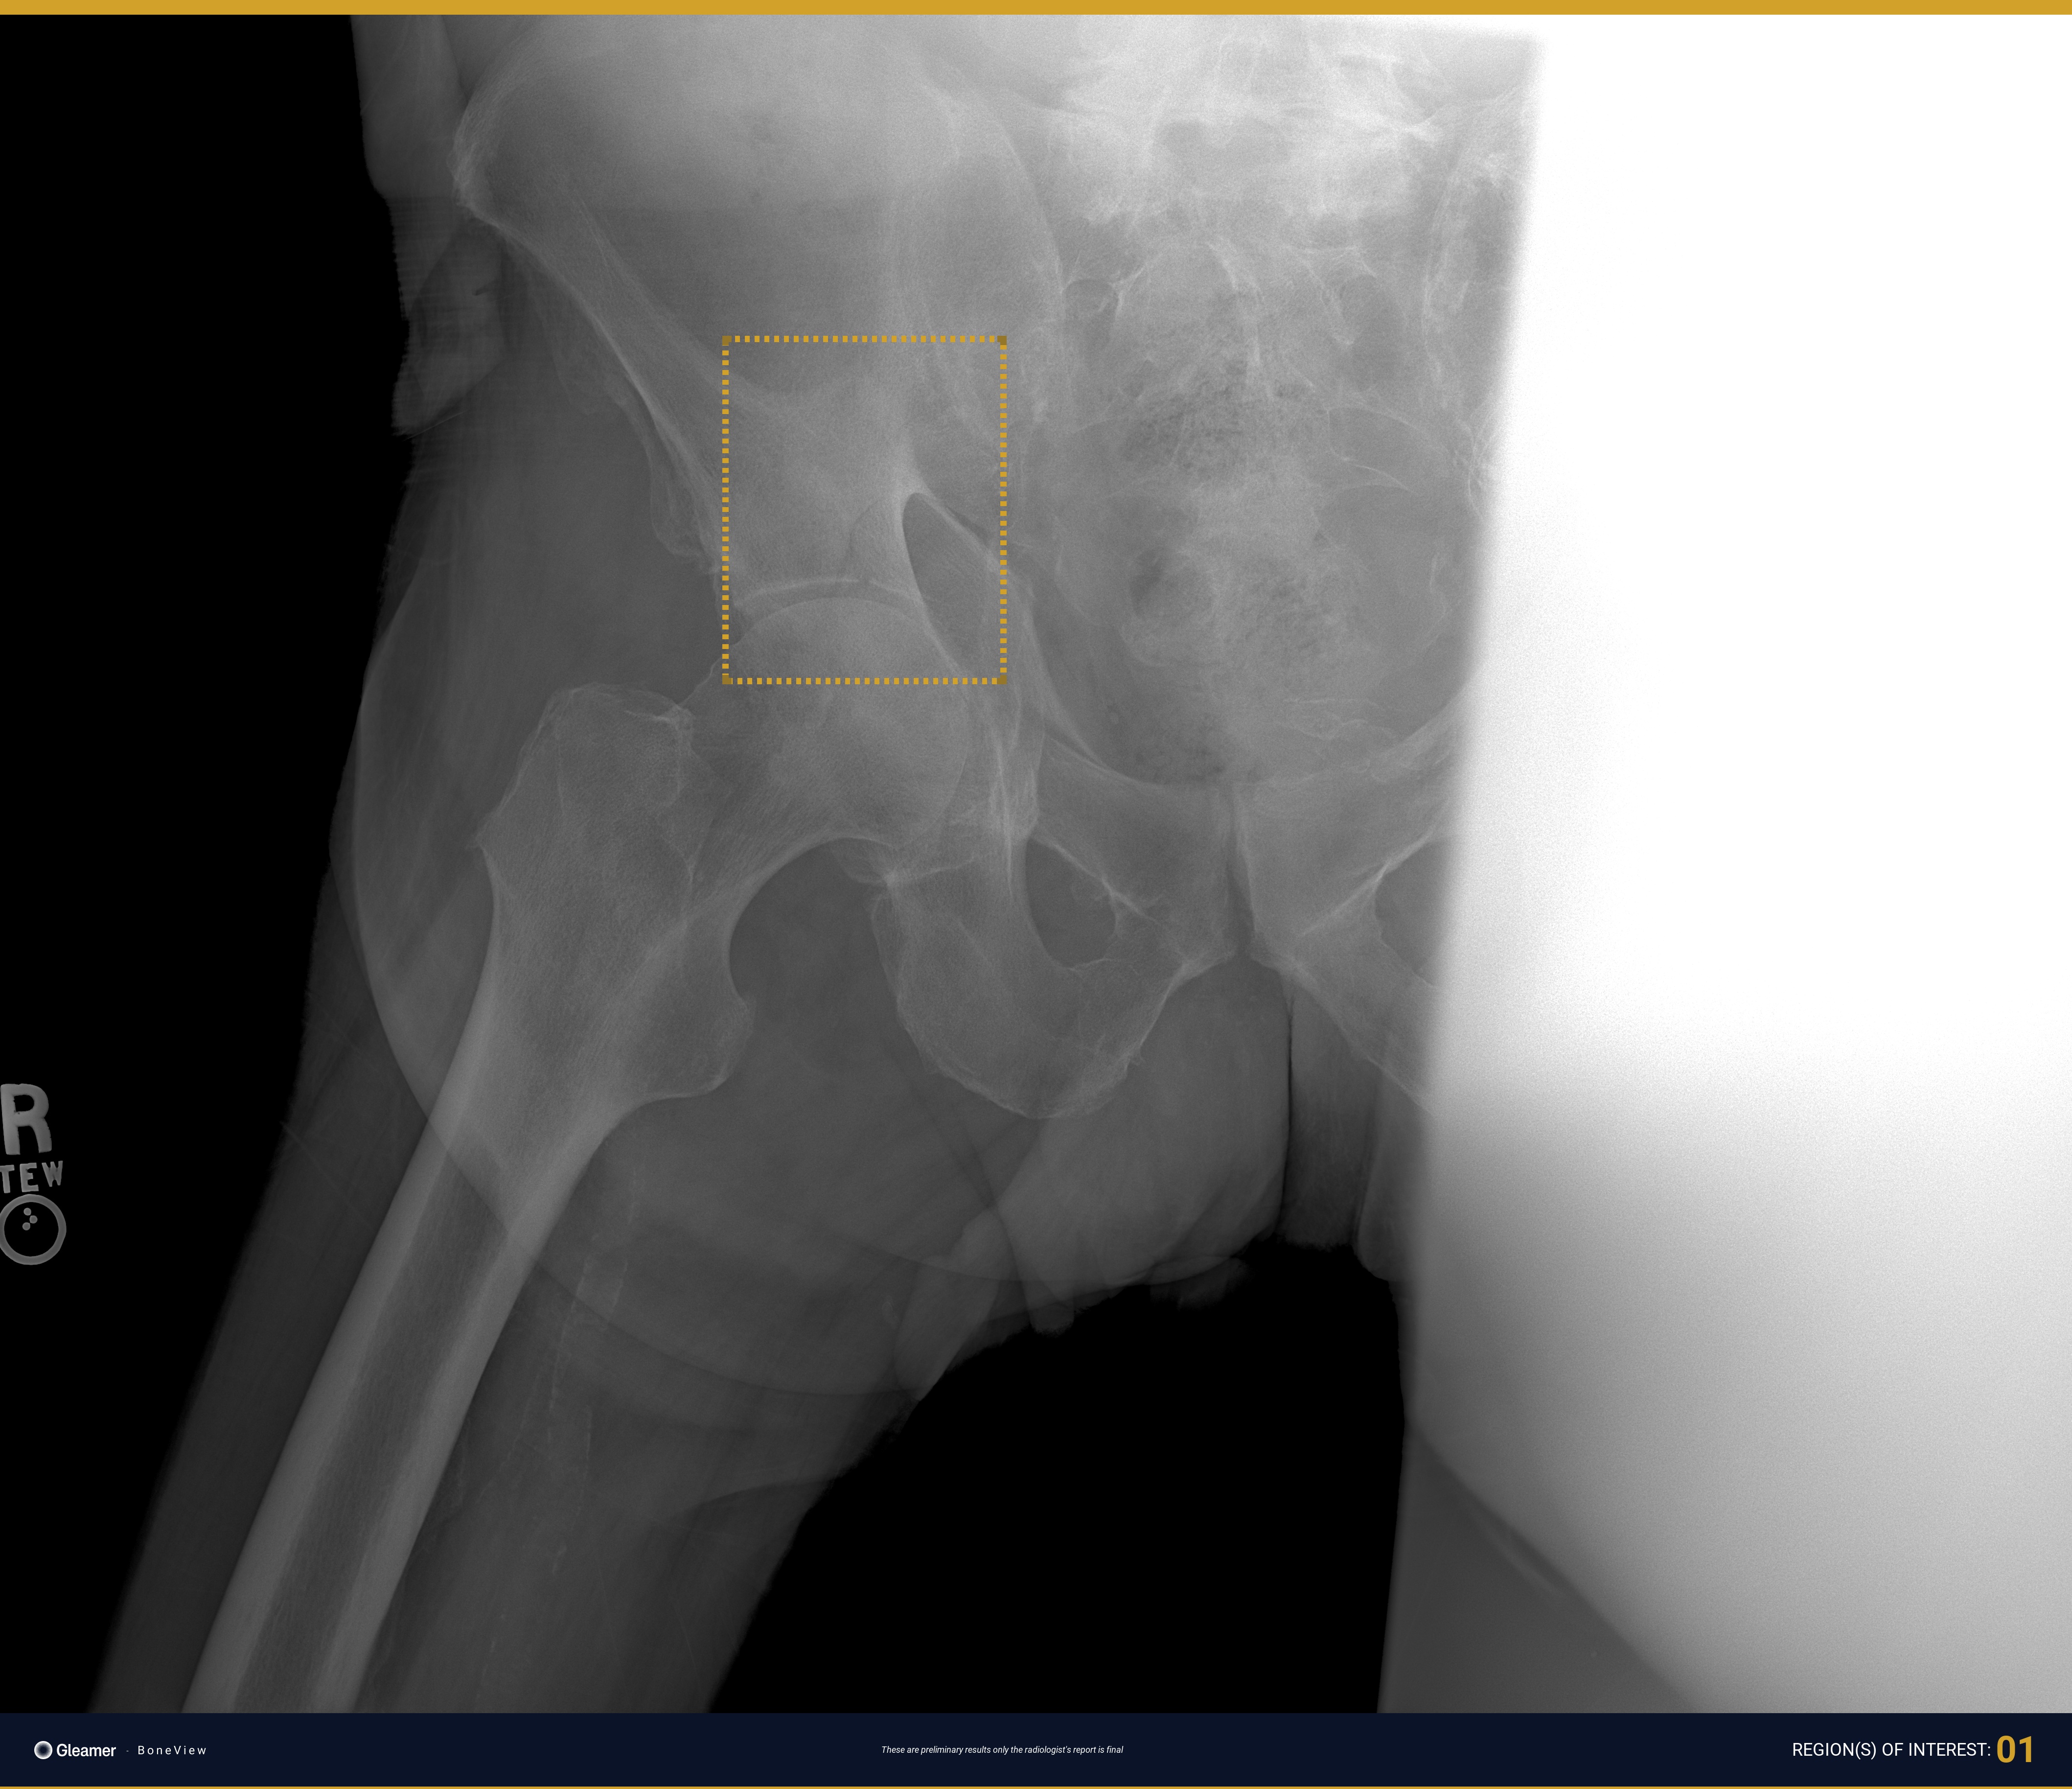 R
TEW
Gleamer · BoneView
These are preliminary results only the radiologist's report is final
REGION(S) OF INTEREST: 01